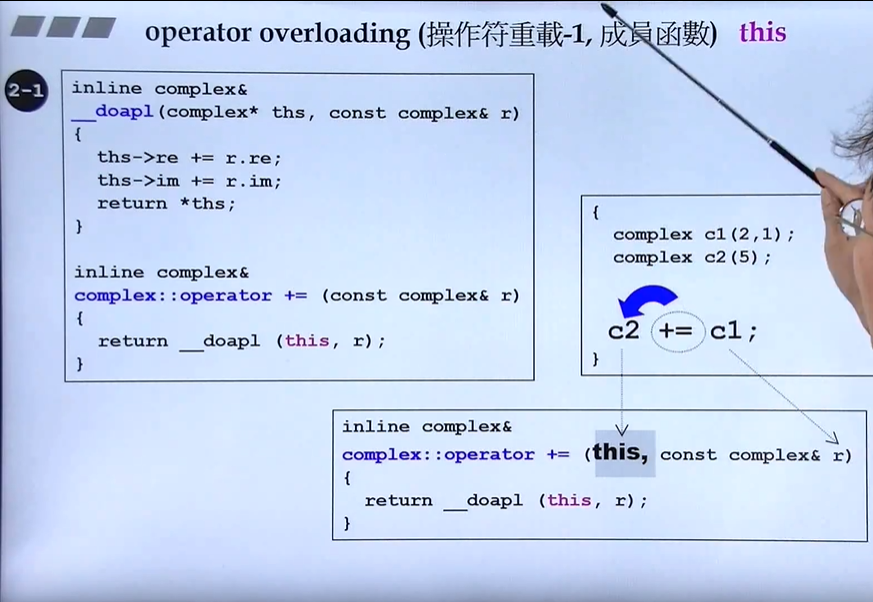 operator overloading (操作符重載-1, 成員函數) this
2-1
inline complex&
__doapl(complex* ths, const complex& r)
{
ths->re += r.re;
ths->im += r.im;
return *ths;
}
inline complex&
complex::operator += (const complex& r)
{
return __doapl (this, r);
}
{
complex c1(2,1);
complex c2(5);
c2 += c1;
}
inline complex&
complex::operator += (this, const complex& r)
{
return __doapl (this, r);
}